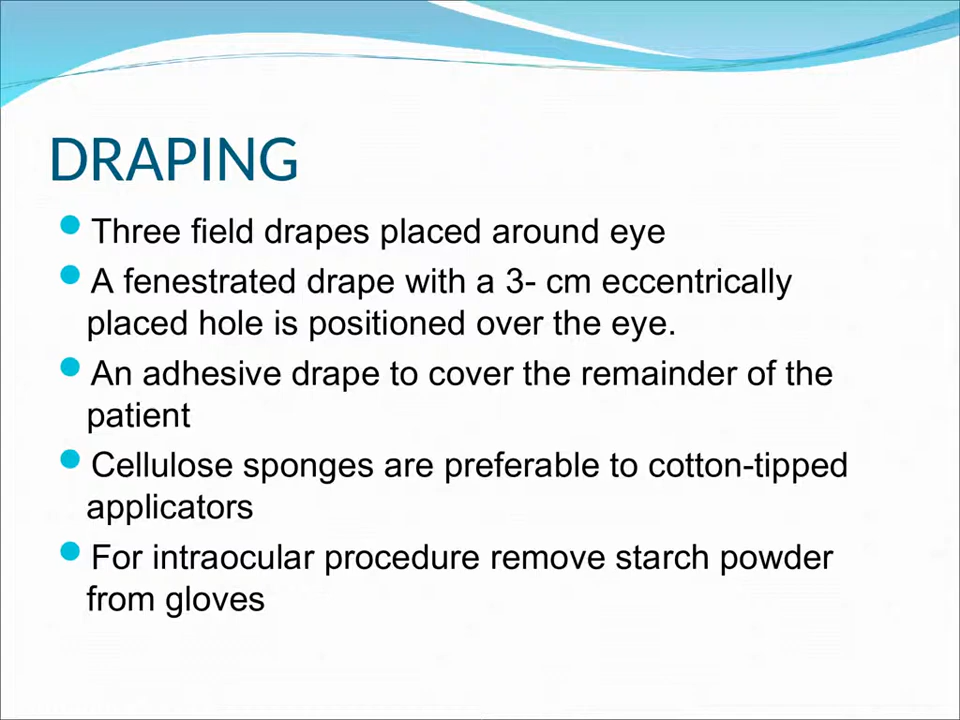 DRAPING
Three field drapes placed around eye
A fenestrated drape with a 3- cm eccentrically
placed hole is positioned over the eye.
An adhesive drape to cover the remainder of the
patient
Cellulose sponges are preferable to cotton-tipped
applicators
For intraocular procedure remove starch powder
from gloves